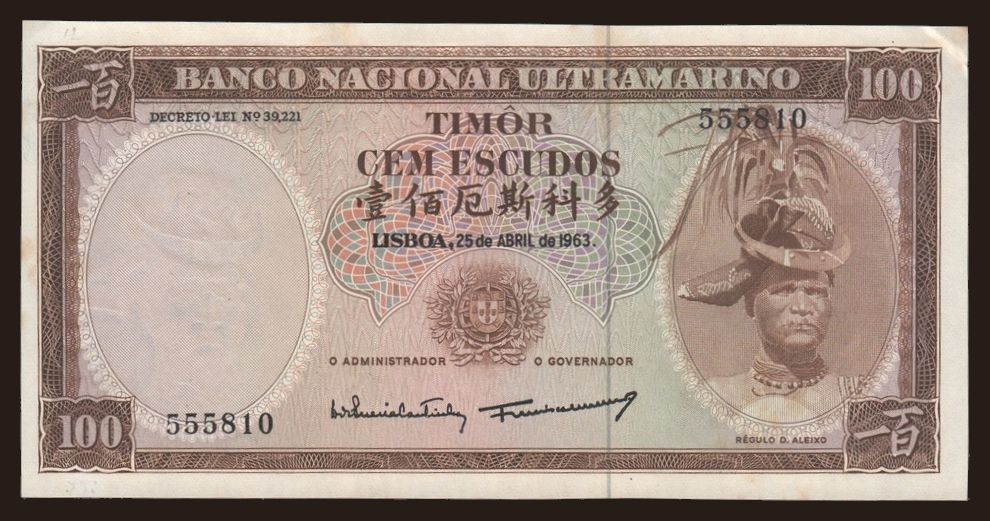 一百 BANCO NACIONAL ULTRAMARINO 100
DECRETO-LEI Nº 39,221
TIMÔR
555810
CEM ESCUDOS
壹佰厄斯科多
LISBOA, 25 de ABRIL de 1963.
O ADMINISTRADOR O GOVERNADOR
100 555810
RÉGULO D. ALEIXO
一百